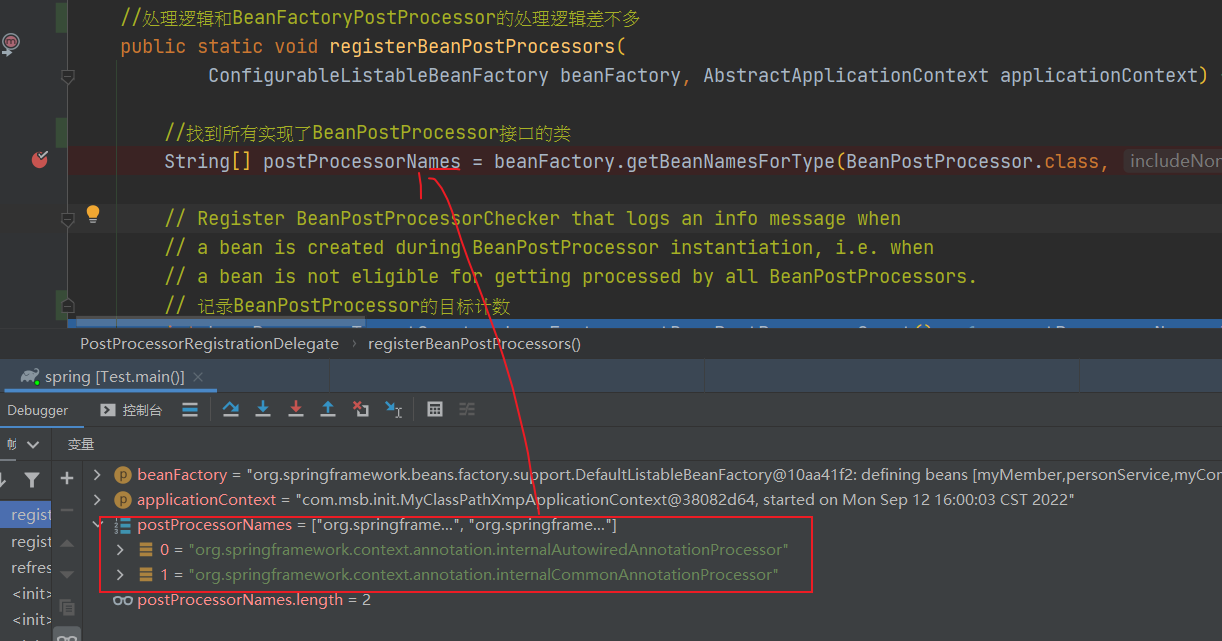 //处理逻辑和BeanFactoryPostProcessor的处理逻辑差不多
public static void registerBeanPostProcessors(
ConfigurableListableBeanFactory beanFactory, AbstractApplicationContext applicationContext)
//找到所有实现了BeanPostProcessor接口的类
String[] postProcessorNames = beanFactory.getBeanNamesForType(BeanPostProcessor.class, includeNon
// Register BeanPostProcessorChecker that logs an info message when
// a bean is created during BeanPostProcessor instantiation, i.e. when
// a bean is not eligible for getting processed by all BeanPostProcessors.
// 记录BeanPostProcessor的目标计数
PostProcessorRegistrationDelegate › registerBeanPostProcessors()
spring [Test.main()] ×
Debugger 控制台
帧 变量
beanFactory = "org.springframework.beans.factory.support.DefaultListableBeanFactory@10aa41f2: defining beans [myMember,personService,myCor
applicationContext = "com.msb.init.MyClassPathXmpApplicationContext@38082d64, started on Mon Sep 12 16:00:03 CST 2022"
regist
postProcessorNames = ["org.springframe...", "org.springframe..."]
regist
0 = "org.springframework.context.annotation.internalAutowiredAnnotationProcessor"
refres
1 = "org.springframework.context.annotation.internalCommonAnnotationProcessor"
<init>
postProcessorNames.length = 2
<init>